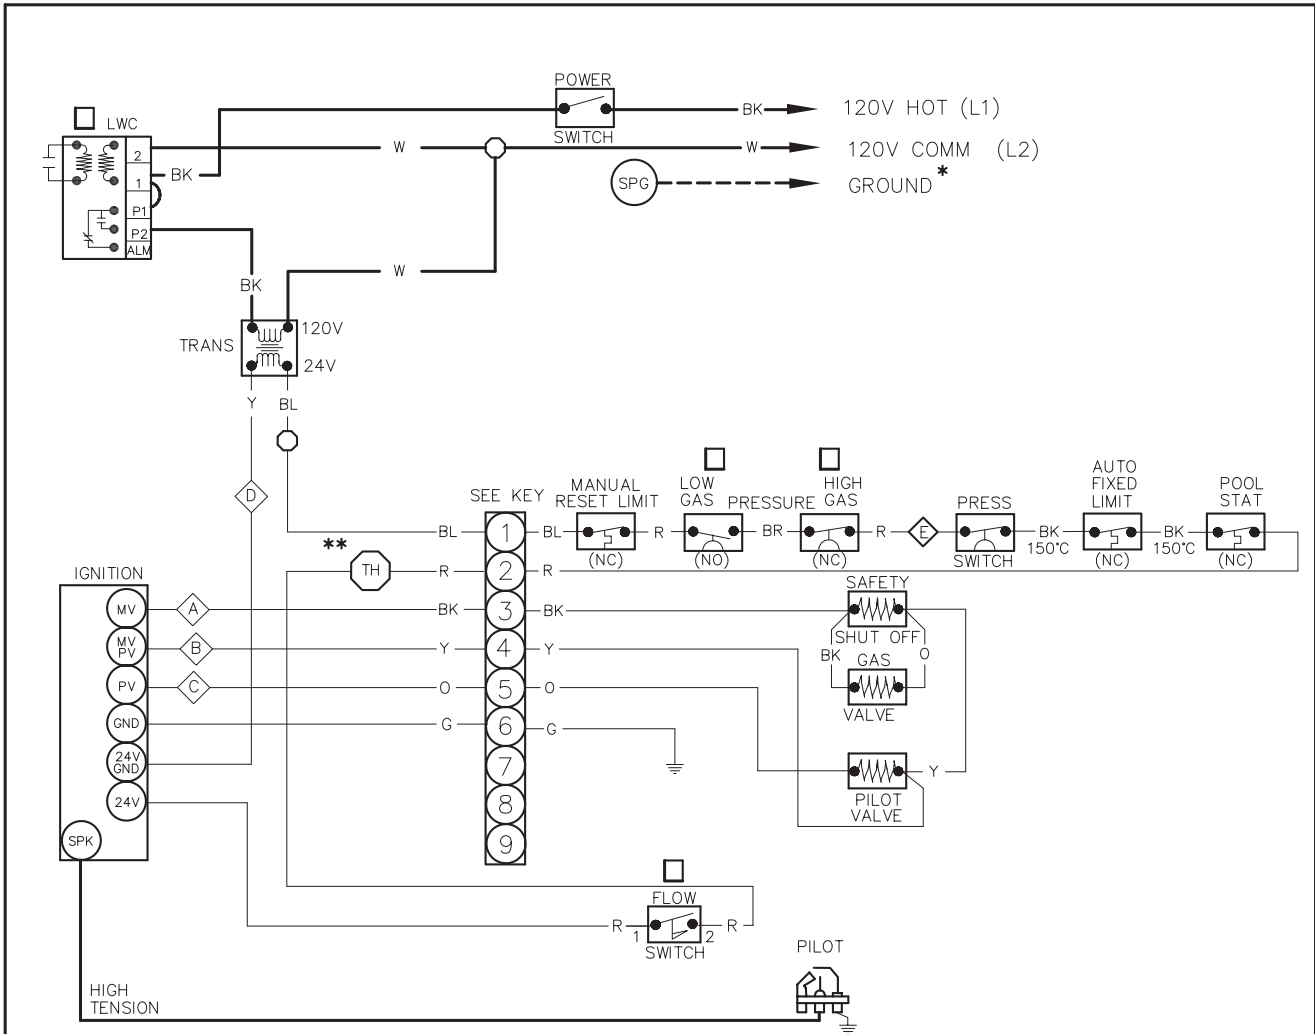 POWER
SWITCH
BK
120V HOT (L1)
LWC
2
1
P1
P2
ALM
BK
W
W
120V COMM (L2)
SPG
GROUND*
BK
W
TRANS
120V
24V
Y
BL
D
SEE KEY
MANUAL
RESET LIMIT
LOW
GAS
PRESSURE
HIGH
GAS
PRESS
SWITCH
AUTO
FIXED
LIMIT
POOL
STAT
BL
1
BL
(NC)
R
(NO)
BR
(NC)
R
E
BK
150°C
(NC)
BK
150°C
(NC)
**
TH
R
2
R
IGNITION
MV
A
BK
3
BK
SAFETY
SHUT OFF
MV
PV
B
Y
4
Y
BK
O
GAS
VALVE
PV
C
O
5
O
GND
G
6
G
24V
GND
7
Y
PILOT
VALVE
24V
8
SPK
9
FLOW
SWITCH
R
1
2
R
PILOT
HIGH
TENSION